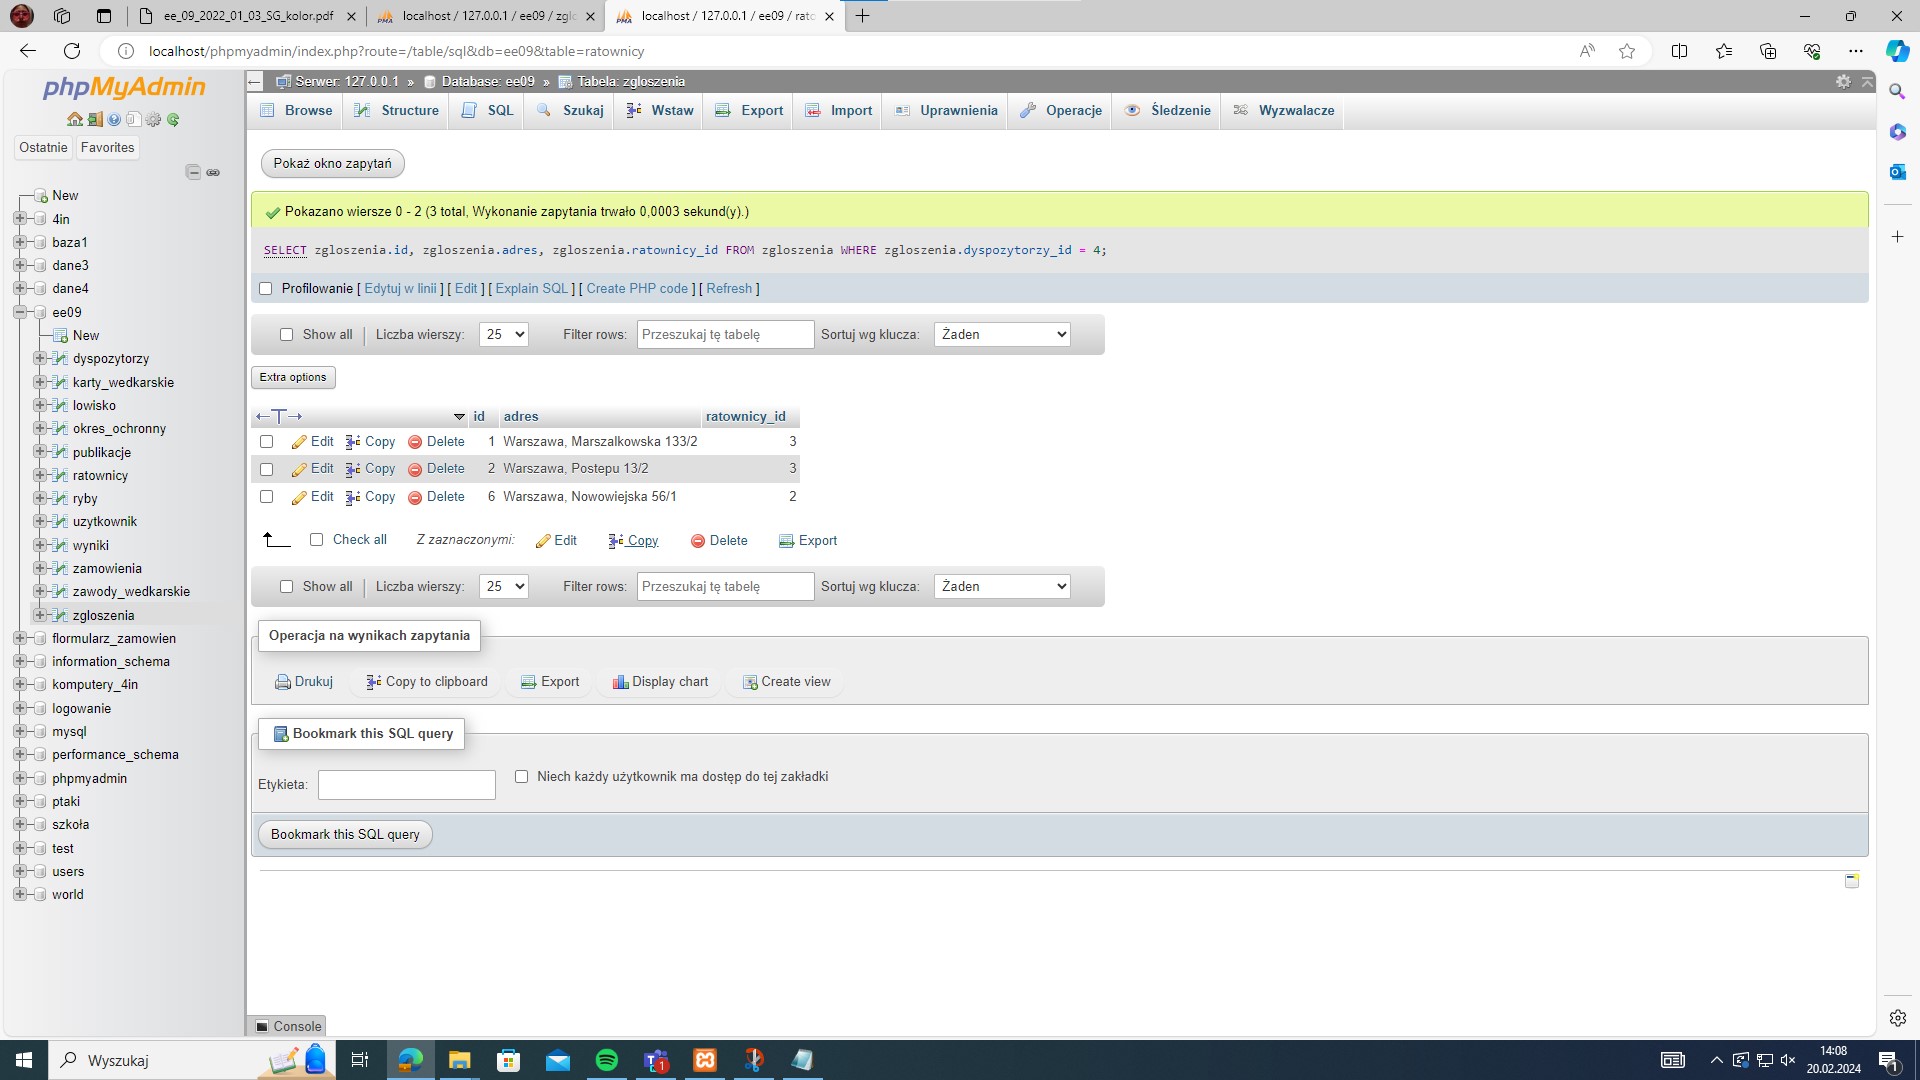 ee_09_2022_01_03_SG_kolor.pdf
localhost / 127.0.0.1 / ee09 / zglo
localhost / 127.0.0.1 / ee09 / rato
localhost/phpmyadmin/index.php?route=/table/sql&db=ee09&table=ratownicy
phpMyAdmin
Ostatnie Favorites
New
4in
baza1
dane3
dane4
ee09
New
dyspozytorzy
karty_wedkarskie
lowisko
okres_ochronny
publikacje
ratownicy
ryby
uzytkownik
wyniki
zamowienia
zawody_wedkarskie
zgloszenia
flormularz_zamowien
information_schema
komputery_4in
logowanie
mysql
performance_schema
phpmyadmin
ptaki
szkoła
test
users
world
Serwer: 127.0.0.1 » Database: ee09 » Tabela: zgloszenia
Browse Structure SQL Szukaj Wstaw Export Import Uprawnienia Operacje Śledzenie Wyzwalacze
Pokaż okno zapytań
Pokazano wiersze 0 - 2 (3 total, Wykonanie zapytania trwało 0,0003 sekund(y).)
SELECT zgloszenia.id, zgloszenia.adres, zgloszenia.ratownicy_id FROM zgloszenia WHERE zgloszenia.dyspozytorzy_id = 4;
Profilowanie [ Edytuj w linii ] [ Edit ] [ Explain SQL ] [ Create PHP code ] [ Refresh ]
Show all Liczba wierszy: 25 Filter rows: Przeszukaj tę tabelę Sortuj wg klucza: Żaden
Extra options
←T→ id adres ratownicy_id
Edit Copy Delete 1 Warszawa, Marszalkowska 133/2 3
Edit Copy Delete 2 Warszawa, Postepu 13/2 3
Edit Copy Delete 6 Warszawa, Nowowiejska 56/1 2
Check all Z zaznaczonymi: Edit Copy Delete Export
Show all Liczba wierszy: 25 Filter rows: Przeszukaj tę tabelę Sortuj wg klucza: Żaden
Operacja na wynikach zapytania
Drukuj Copy to clipboard Export Display chart Create view
Bookmark this SQL query
Etykieta: Niech każdy użytkownik ma dostęp do tej zakładki
Bookmark this SQL query
Console
Wyszukaj
1
14:08
20.02.2024
1